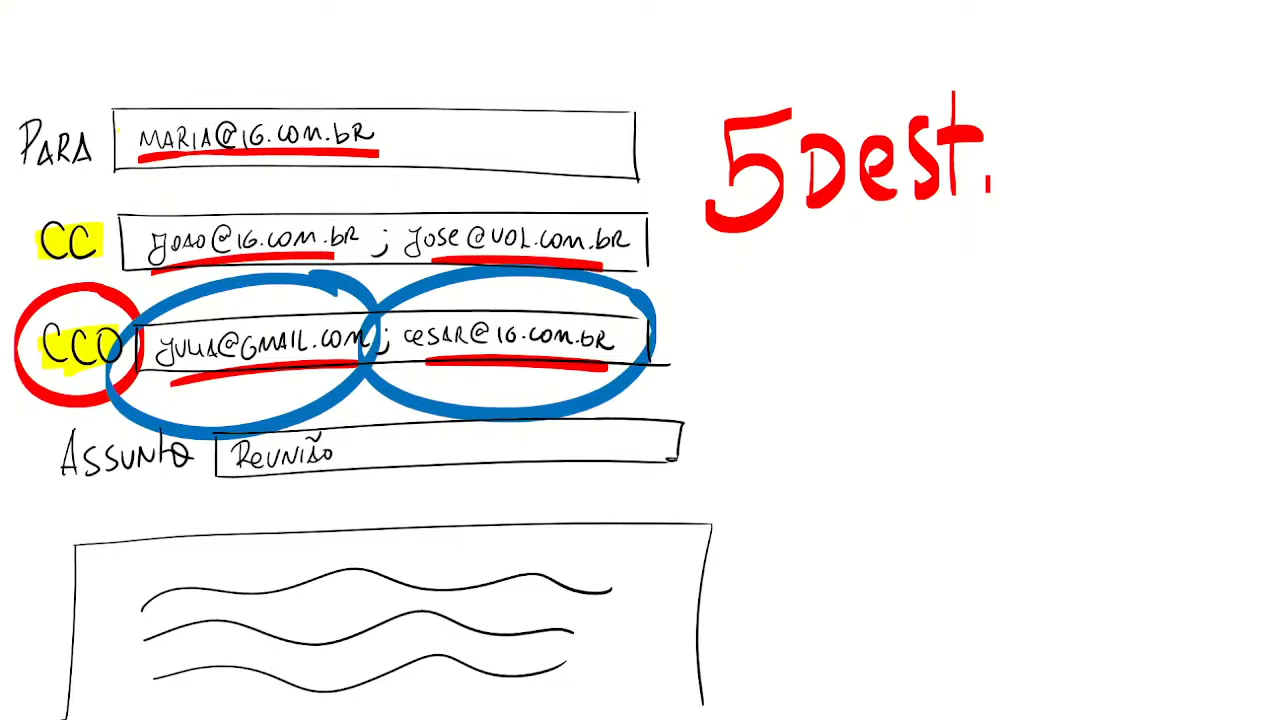 PARA MARIA@IG.COM.BR
5 Dest.
CC JOAO@IG.COM.BR ; JOSE@UOL.COM.BR
CCO JULIA@GMAIL.COM ; CESAR@IG.COM.BR
ASSUNTO REUNIÃO